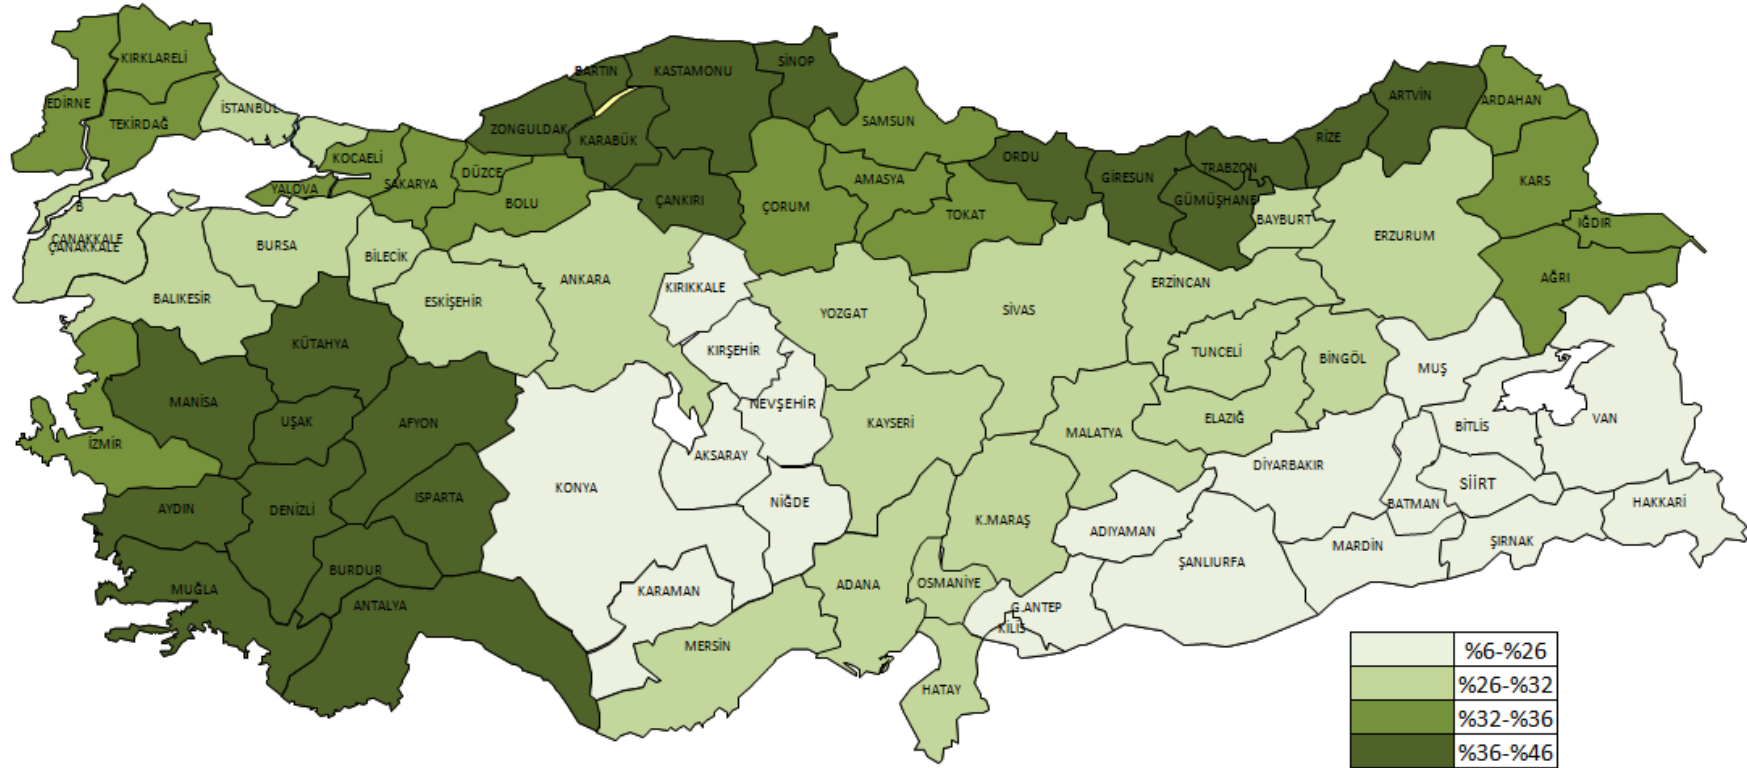 KIRKLARELİ
EDİRNE
TEKİRDAĞ
İSTANBUL
KOCAELİ
YALOVA
SAKARYA
DÜZCE
BOLU
ZONGULDAK
BARTIN
KARABÜK
KASTAMONU
SİNOP
ÇANKIRI
SAMSUN
AMASYA
ÇORUM
TOKAT
ORDU
GİRESUN
TRABZON
GÜMÜŞHANE
RİZE
ARTVİN
ARDAHAN
KARS
IĞDIR
AĞRI
BAYBURT
ERZURUM
ERZİNCAN
B
ÇANAKKALE
ÇANAKKALE
BURSA
BİLECİK
BALIKESİR
ESKİŞEHİR
ANKARA
KIRIKKALE
KIRŞEHİR
NEVŞEHİR
YOZGAT
SİVAS
TUNCELİ
BİNGÖL
MUŞ
KÜTAHYA
MANİSA
UŞAK
AFYON
İZMİR
AKSARAY
KAYSERİ
MALATYA
ELAZIĞ
DİYARBAKIR
BİTLİS
VAN
SİİRT
BATMAN
HAKKARİ
ŞIRNAK
MARDİN
ŞANLIURFA
ADIYAMAN
K.MARAŞ
NİĞDE
KONYA
ISPARTA
DENİZLİ
AYDIN
BURDUR
MUĞLA
ANTALYA
KARAMAN
MERSİN
ADANA
OSMANİYE
G.ANTEP
KİLİS
HATAY
%6-%26
%26-%32
%32-%36
%36-%46